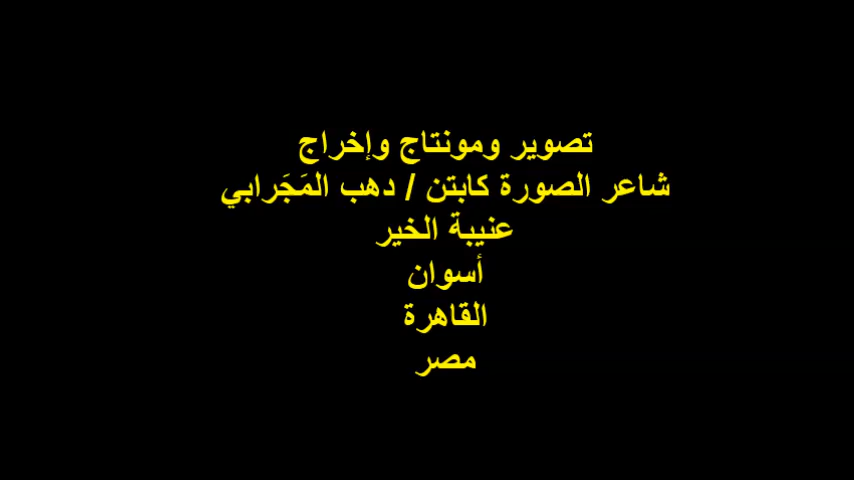 تصوير ومونتاج وإخراج
شاعر الصورة كابتن / دهب المَجَرابي
عنيبة الخير
أسوان
القاهرة
مصر